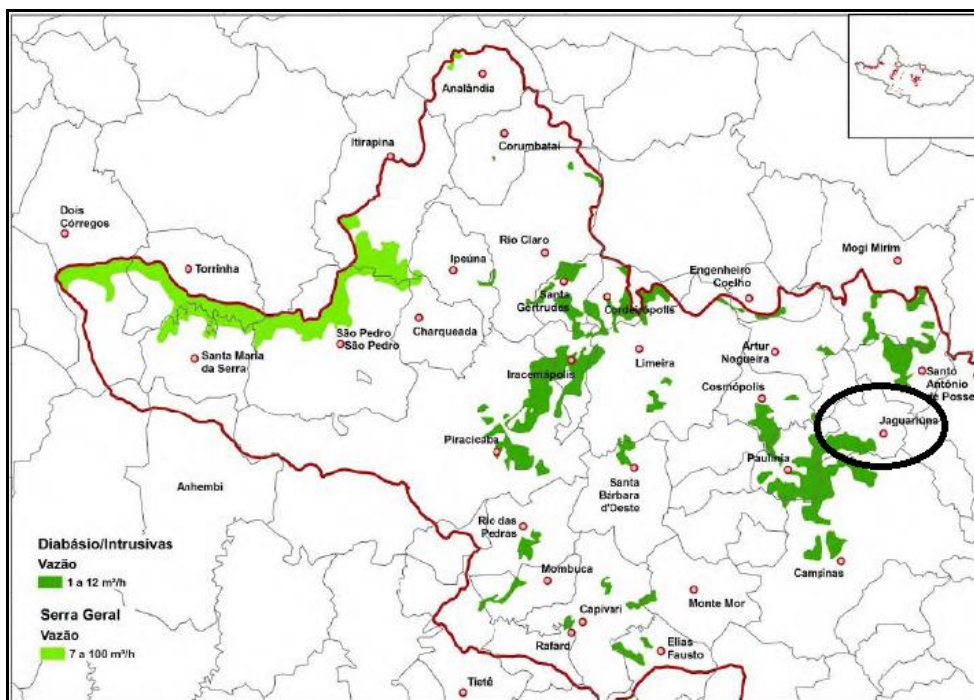 Analândia
Itirapina
Corumbataí
Dois
Córregos
Torrinha
Ipeúna
Rio Claro
Mogi Mirim
Engenheiro
Coelho
Santa
Gertrudes
Cordeirópolis
São Pedro
São Pedro
Charqueada
Santa Maria
da Serra
Iracemápolis
Limeira
Artur
Nogueira
Santo
Antônio
de Posse
Cosmópolis
Jaguariúna
Piracicaba
Paulínia
Anhembi
Santa
Bárbara
d'Oeste
Rio das
Pedras
Campinas
Mombuca
Monte Mor
Capivari
Rafard
Elias
Fausto
Tietê
Diabásio/Intrusivas
Vazão
1 a 12 m³/h
Serra Geral
Vazão
7 a 100 m³/h